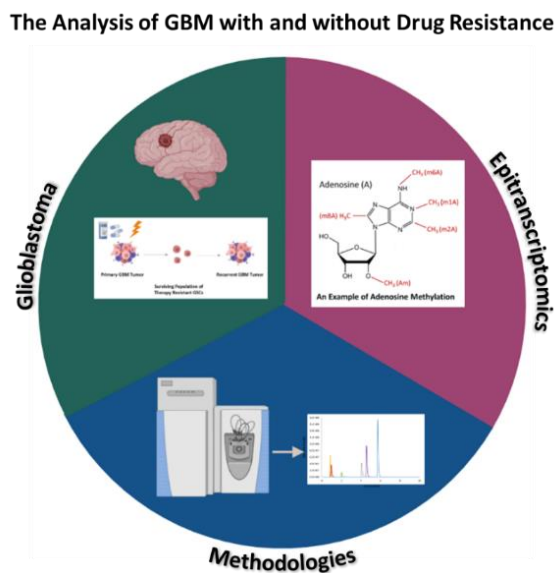 The Analysis of GBM with and without Drug Resistance
Glioblastoma
Epitranscriptomics
Methodologies
Primary GBM Tumor
Surviving Population of
Therapy Resistant GSCs
Recurrent GBM Tumor
Adenosine (A)
CH₃(m6A)
NH
CH₃(m1A)
(m8A) H₃C
N
N
N
N
CH₃(m2A)
HO
O
OH
O
CH₃(Am)
An Example of Adenosine Methylation